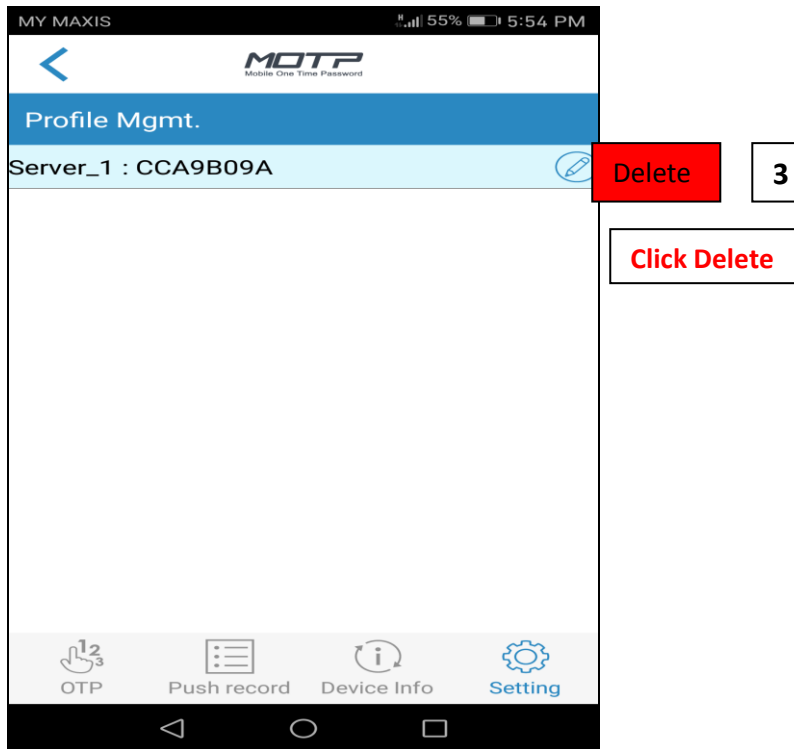 MY MAXIS 55% 5:54 PM
MOTP
Mobile One Time Password
Profile Mgmt.
Server_1 : CCA9B09A
Delete
3
Click Delete
123
OTP
Push record
Device Info
Setting